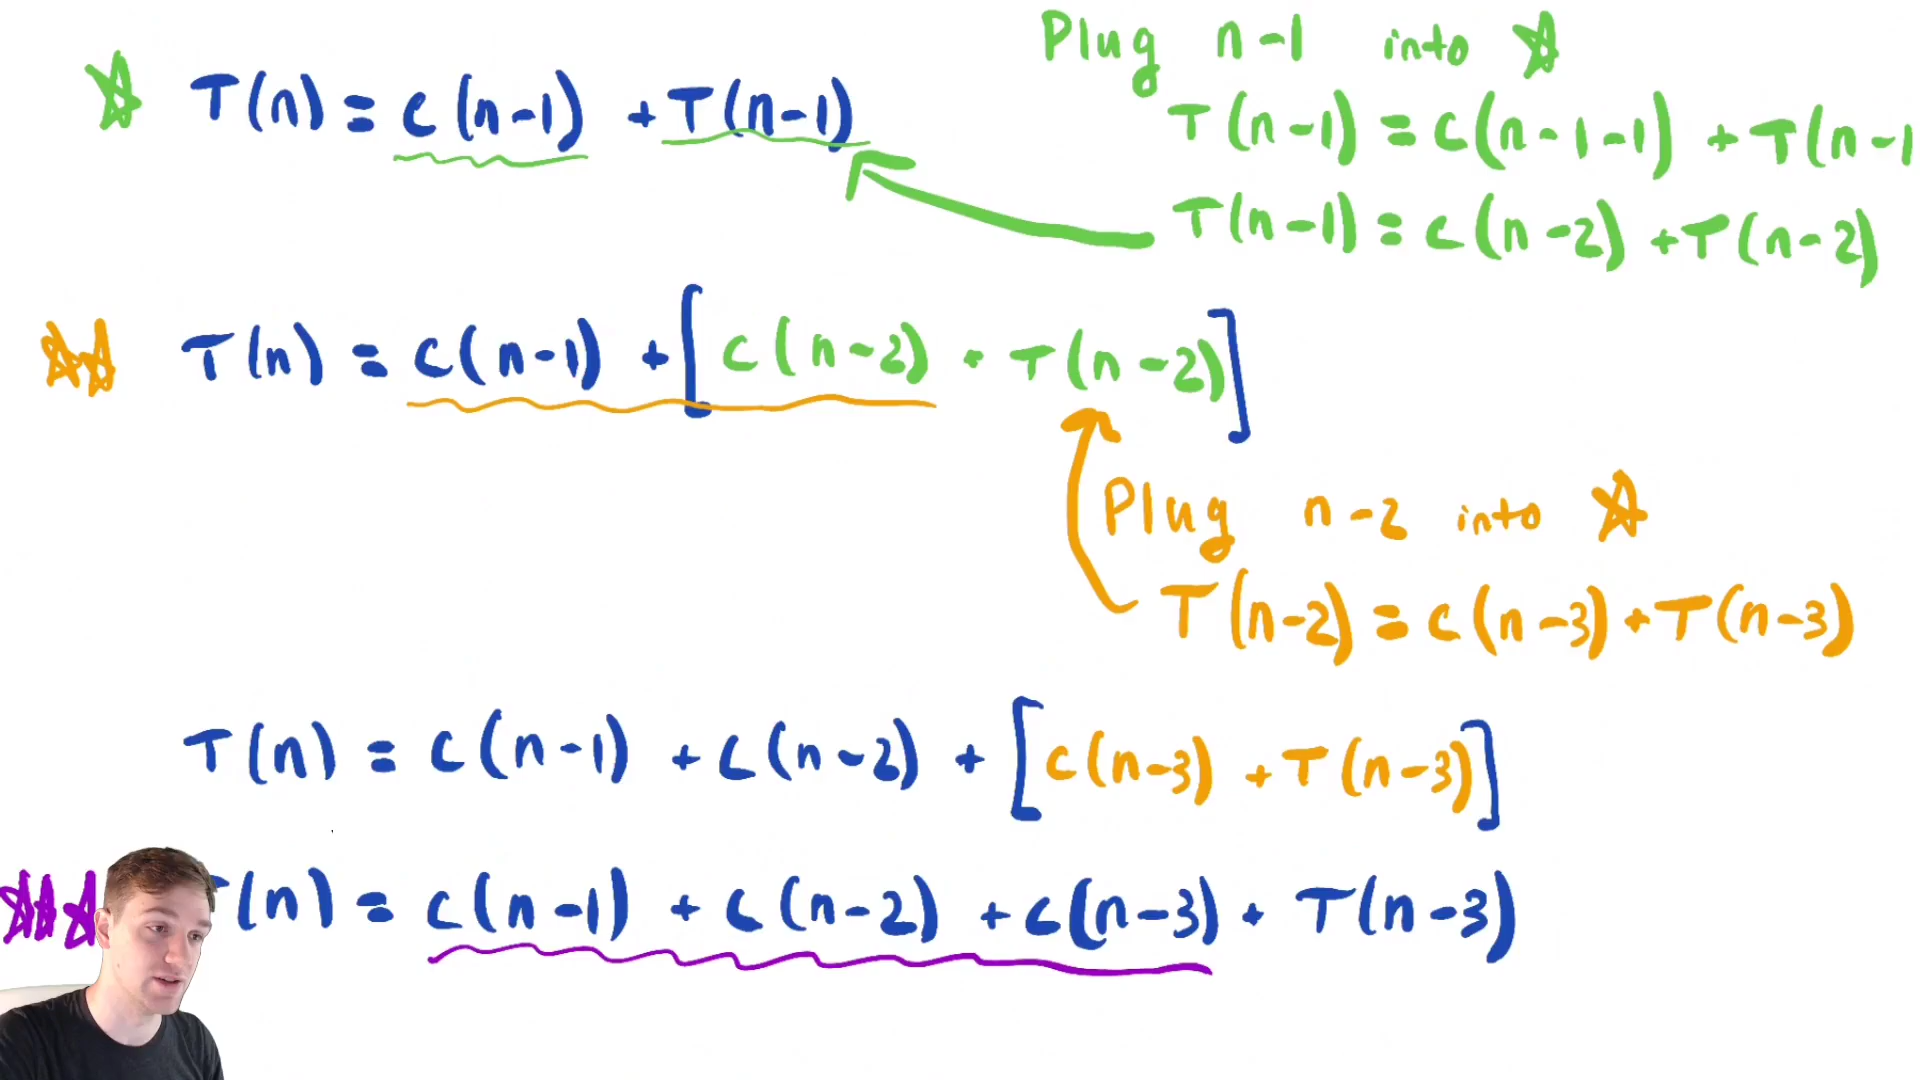 Plug n-1 into ☆
☆ T(n) = c(n-1) + T(n-1)
T(n-1) = c(n-1-1) + T(n-1
T(n-1) = c(n-2) + T(n-2)
☆☆ T(n) = c(n-1) + [c(n-2) + T(n-2)]
Plug n-2 into ☆
T(n-2) = c(n-3) + T(n-3)
T(n) = c(n-1) + c(n-2) + [c(n-3) + T(n-3)]
☆☆☆ T(n) = c(n-1) + c(n-2) + c(n-3) + T(n-3)